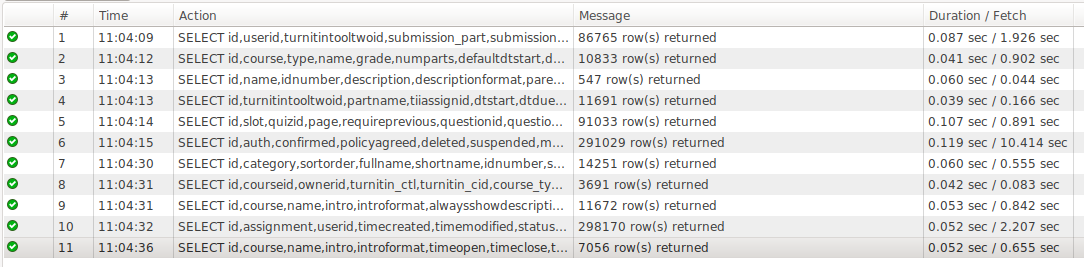 # Time Action Message Duration / Fetch
1 11:04:09 SELECT id,userid,turnitintooltwoid,submission_part,submission... 86765 row(s) returned 0.087 sec / 1.926 sec
2 11:04:12 SELECT id,course,type,name,grade,numparts,defaultdtstart,d... 10833 row(s) returned 0.041 sec / 0.902 sec
3 11:04:13 SELECT id,name,idnumber,description,descriptionformat,pare... 547 row(s) returned 0.060 sec / 0.044 sec
4 11:04:13 SELECT id,turnitintooltwoid,partname,tiiassignid,dtstart,dtdue... 11691 row(s) returned 0.039 sec / 0.166 sec
5 11:04:14 SELECT id,slot,quizid,page,requireprevious,questionid,questio... 91033 row(s) returned 0.107 sec / 0.891 sec
6 11:04:15 SELECT id,auth,confirmed,policyagreed,deleted,suspended,m... 291029 row(s) returned 0.119 sec / 10.414 sec
7 11:04:30 SELECT id,category,sortorder,fullname,shortname,idnumber,s... 14251 row(s) returned 0.060 sec / 0.555 sec
8 11:04:31 SELECT id,courseid,ownerid,turnitin_ctl,turnitin_cid,course_ty... 3691 row(s) returned 0.042 sec / 0.083 sec
9 11:04:31 SELECT id,course,name,intro,introformat,alwaysshowdescripti... 11672 row(s) returned 0.053 sec / 0.842 sec
10 11:04:32 SELECT id,assignment,userid,timecreated,timemodified,status... 298170 row(s) returned 0.052 sec / 2.207 sec
11 11:04:36 SELECT id,course,name,intro,introformat,timeopen,timeclose,t... 7056 row(s) returned 0.052 sec / 0.655 sec